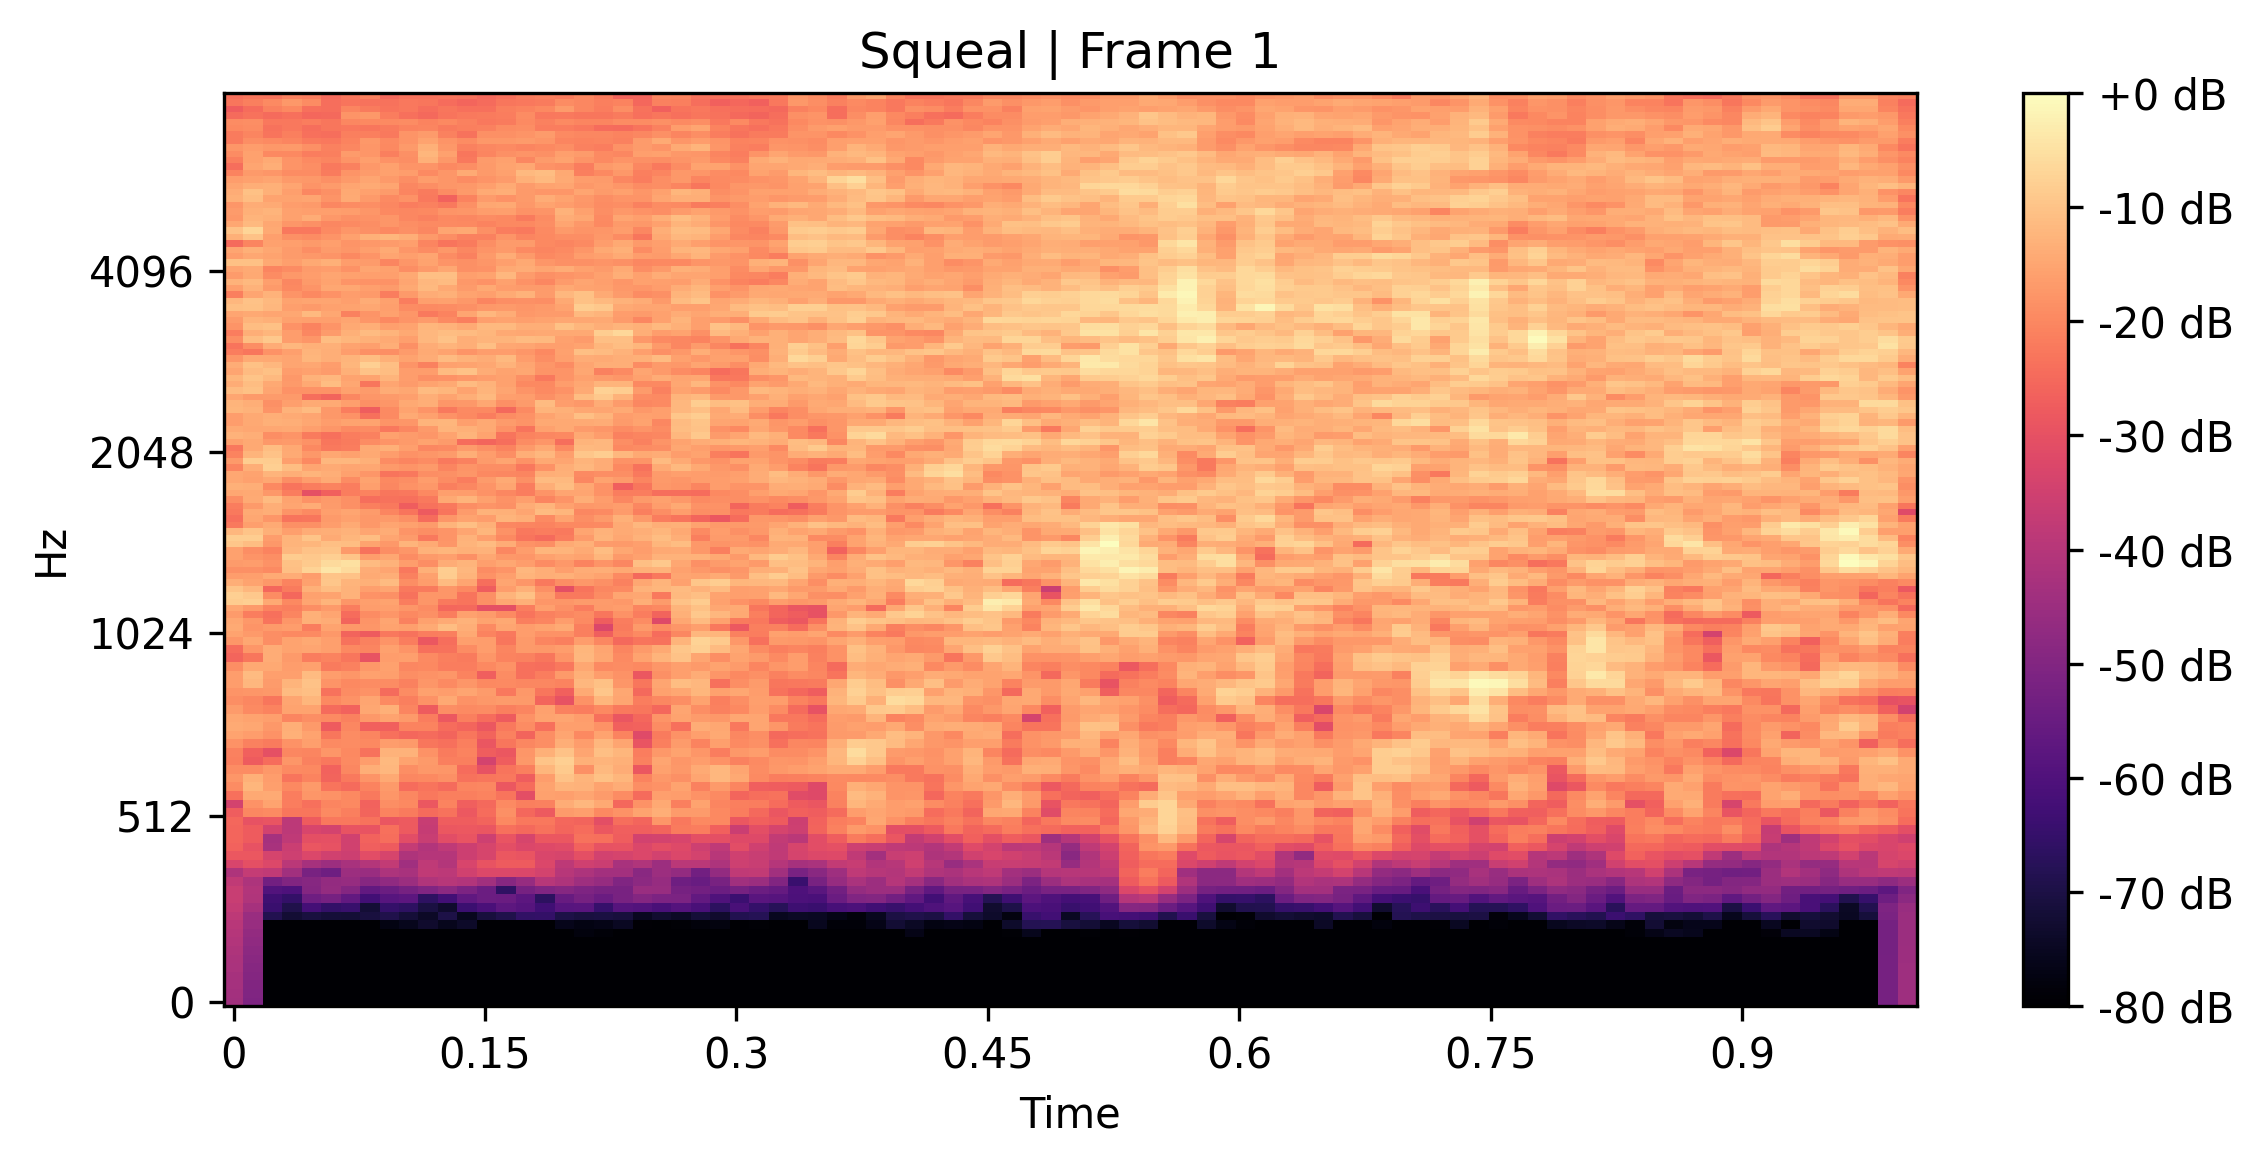 Squeal | Frame 1
Hz
4096
2048
1024
512
0
0 0.15 0.3 0.45 0.6 0.75 0.9
Time
+0 dB
-10 dB
-20 dB
-30 dB
-40 dB
-50 dB
-60 dB
-70 dB
-80 dB